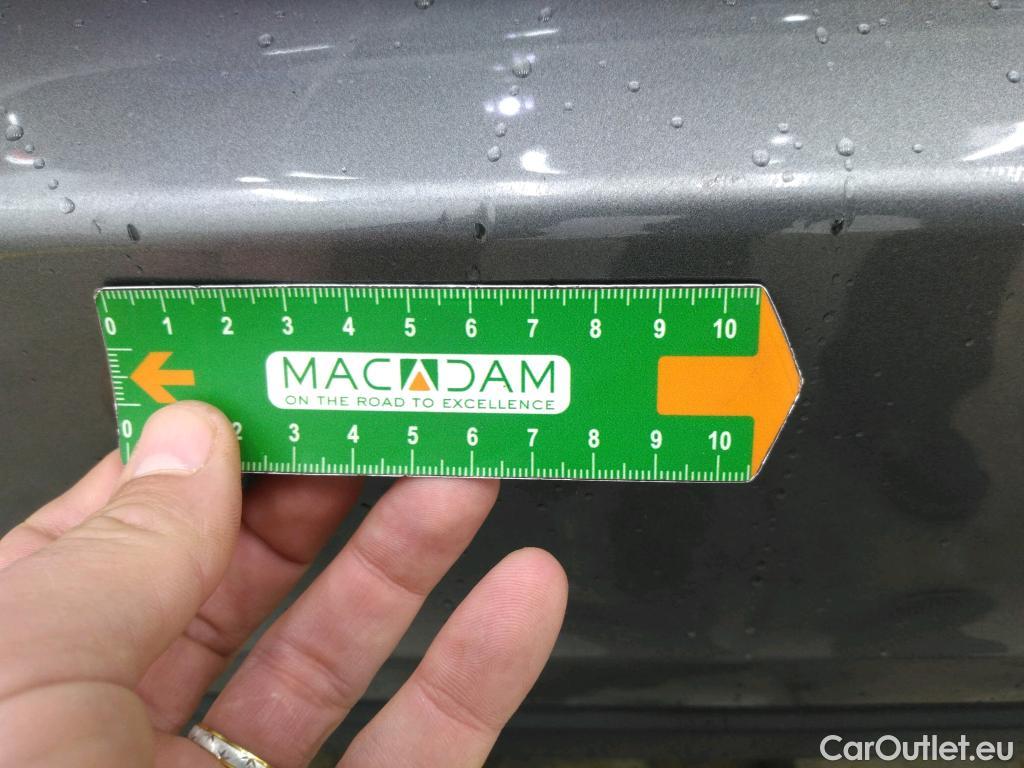 0 1 2 3 4 5 6 7 8 9 10
MACADAM
ON THE ROAD TO EXCELLENCE
0 2 3 4 5 6 7 8 9 10
CarOutlet.eu